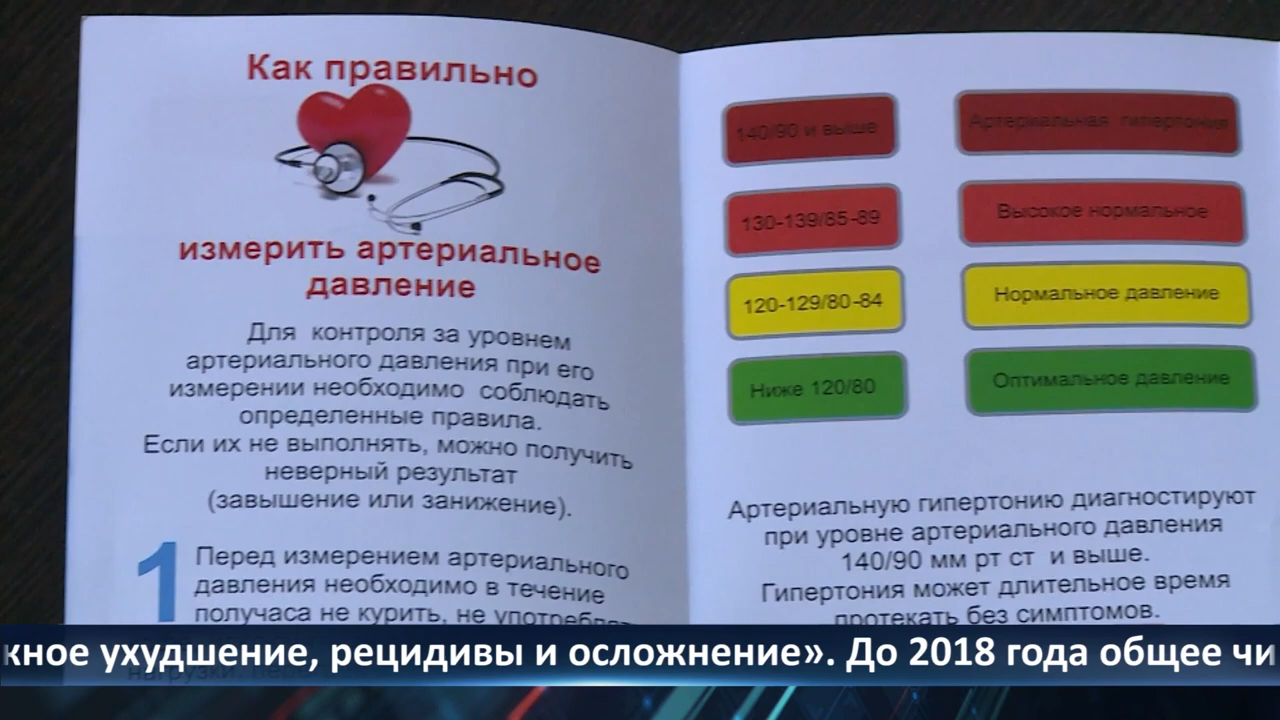 Как правильно
измерить артериальное
давление
Для контроля за уровнем
артериального давления при его
измерении необходимо соблюдать
определенные правила.
Если их не выполнять, можно получить
неверный результат
(завышение или занижение).
1
Перед измерением артериального
давления необходимо в течение
получаса не курить, не
140/90 и выше Артериальная гипертония
130-139/85-89 Высокое нормальное
120-129/80-84 Нормальное давление
Ниже 120/80 Оптимальное давление
Артериальную гипертонию диагностируют
при уровне артериального давления
140/90 мм рт ст и выше.
Гипертония может длительное время
протекать без симптомов.
кное ухудшение, рецидивы и осложнение». До 2018 года общее чи